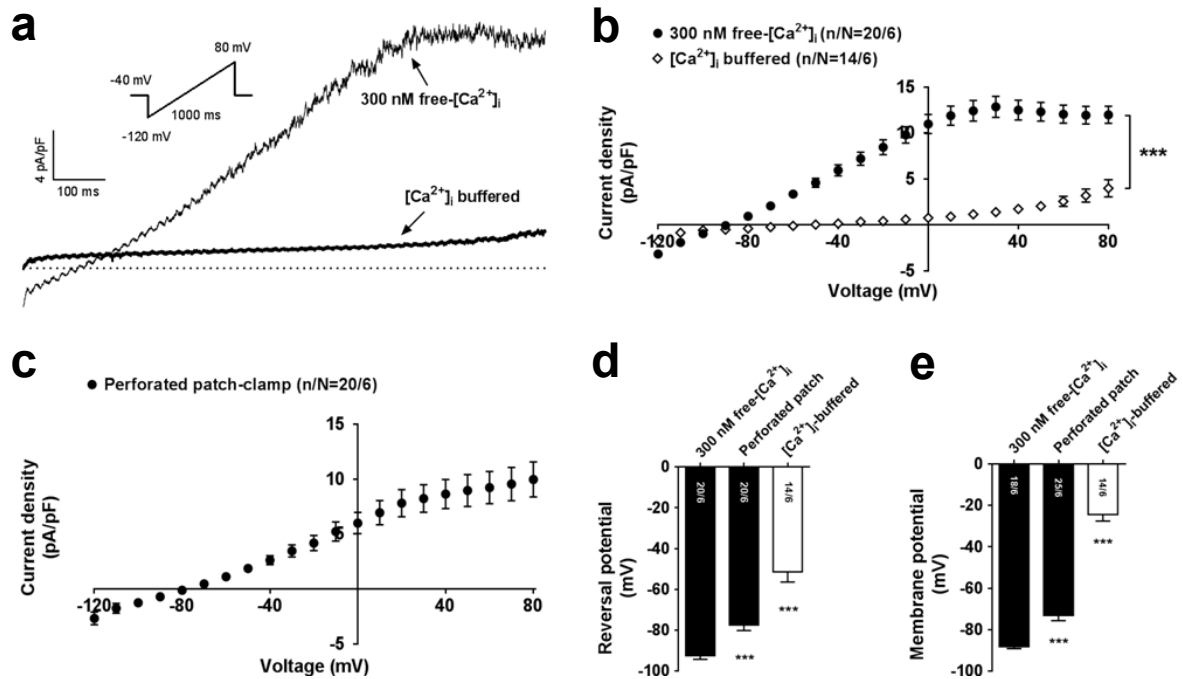 a
80 mV
-40 mV
1000 ms
-120 mV
4 pA/pF
100 ms
300 nM free-[Ca²⁺]ᵢ
[Ca²⁺]ᵢ buffered
b
300 nM free-[Ca²⁺]ᵢ (n/N=20/6)
[Ca²⁺]ᵢ buffered (n/N=14/6)
Current density
(pA/pF)
15
10
5
-5
-120
-80
-40
40
80
Voltage (mV)
***
c
Perforated patch-clamp (n/N=20/6)
Current density
(pA/pF)
15
10
5
-5
-120
-80
-40
40
80
Voltage (mV)
d
300 nM free-[Ca²⁺]ᵢ
Perforated patch
[Ca²⁺]ᵢ-buffered
Reversal potential
(mV)
0
-20
-40
-60
-80
-100
20/6
20/6
14/6
***
***
e
300 nM free-[Ca²⁺]ᵢ
Perforated patch
[Ca²⁺]ᵢ-buffered
Membrane potential
(mV)
0
-20
-40
-60
-80
-100
18/6
25/6
14/6
***
***